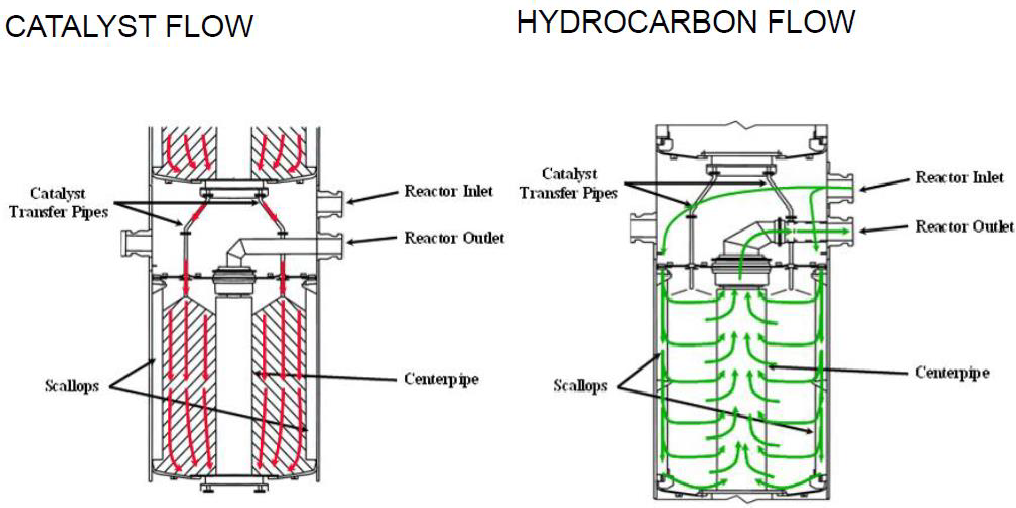 CATALYST FLOW
Catalyst
Transfer Pipes
Reactor Inlet
Reactor Outlet
Scallops
Centerpipe
HYDROCARBON FLOW
Catalyst
Transfer Pipes
Reactor Inlet
Reactor Outlet
Scallops
Centerpipe